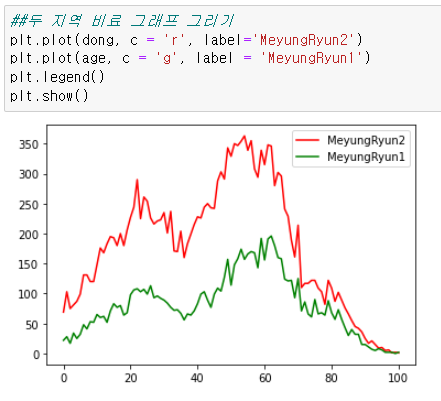 ##두 지역 비료 그래프 그리기
plt.plot(dong, c = 'r', label='MeyungRyun2')
plt.plot(age, c = 'g', label = 'MeyungRyun1')
plt.legend()
plt.show()
350
300
250
200
150
100
50
0
MeyungRyun2
MeyungRyun1
0 20 40 60 80 100